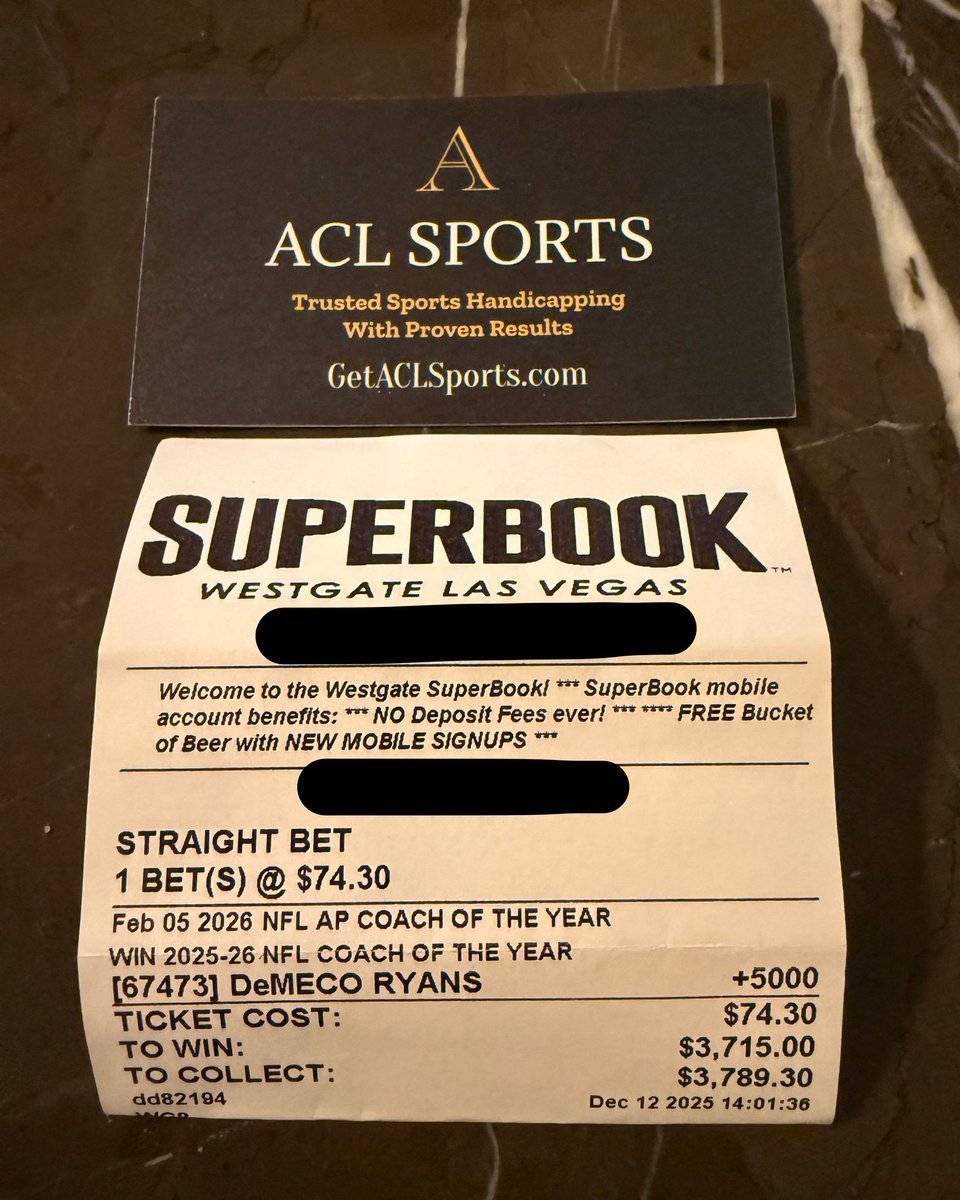 A
ACL SPORTS
Trusted Sports Handicapping
With Proven Results
GetACLSports.com
SUPERBOOK™
WESTGATE LAS VEGAS
Welcome to the Westgate SuperBook! *** SuperBook mobile
account benefits: *** NO Deposit Fees ever! *** **** FREE Bucket
of Beer with NEW MOBILE SIGNUPS ***
STRAIGHT BET
1 BET(S) @ $74.30
Feb 05 2026 NFL AP COACH OF THE YEAR
WIN 2025-26 NFL COACH OF THE YEAR
[67473] DeMECO RYANS +5000
TICKET COST: $74.30
TO WIN: $3,715.00
TO COLLECT: $3,789.30
dd82194 Dec 12 2025 14:01:36